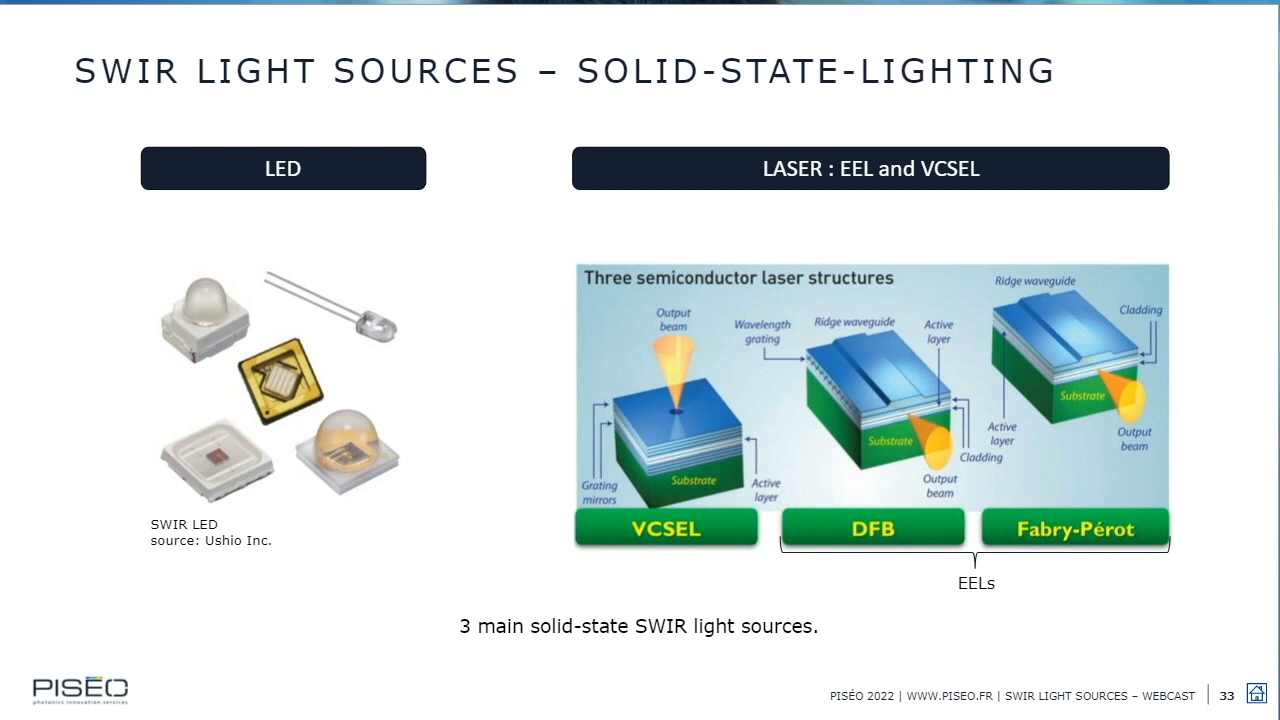 SWIR LIGHT SOURCES – SOLID-STATE-LIGHTING
LED
LASER : EEL and VCSEL
SWIR LED
source: Ushio Inc.
Three semiconductor laser structures
Output
beam
Grating
mirrors
Substrate
Active
layer
VCSEL
Wavelength
grating
Ridge waveguide
Active
layer
Substrate
Cladding
Output
beam
DFB
Ridge waveguide
Cladding
Substrate
Active
layer
Output
beam
Fabry-Pérot
EELs
3 main solid-state SWIR light sources.
PISEO
photonics.innovation.services
PISÉO 2022 | WWW.PISEO.FR | SWIR LIGHT SOURCES – WEBCAST
33